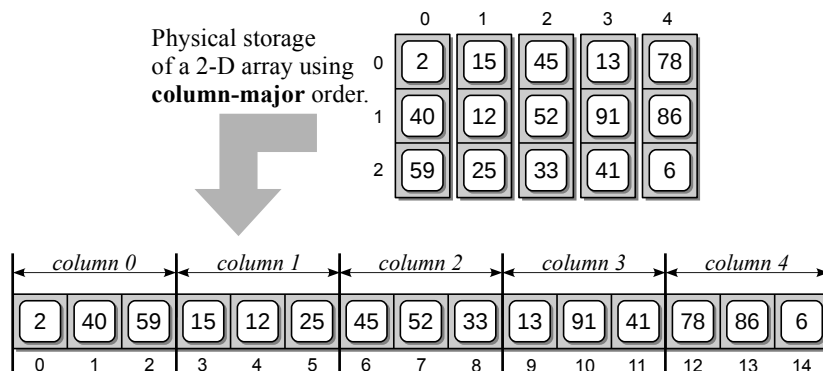 Physical storage
of a 2-D array using
column-major order.
0 1 2 3 4
0 2 15 45 13 78
1 40 12 52 91 86
2 59 25 33 41 6
column 0 column 1 column 2 column 3 column 4
2 40 59 15 12 25 45 52 33 13 91 41 78 86 6
0 1 2 3 4 5 6 7 8 9 10 11 12 13 14